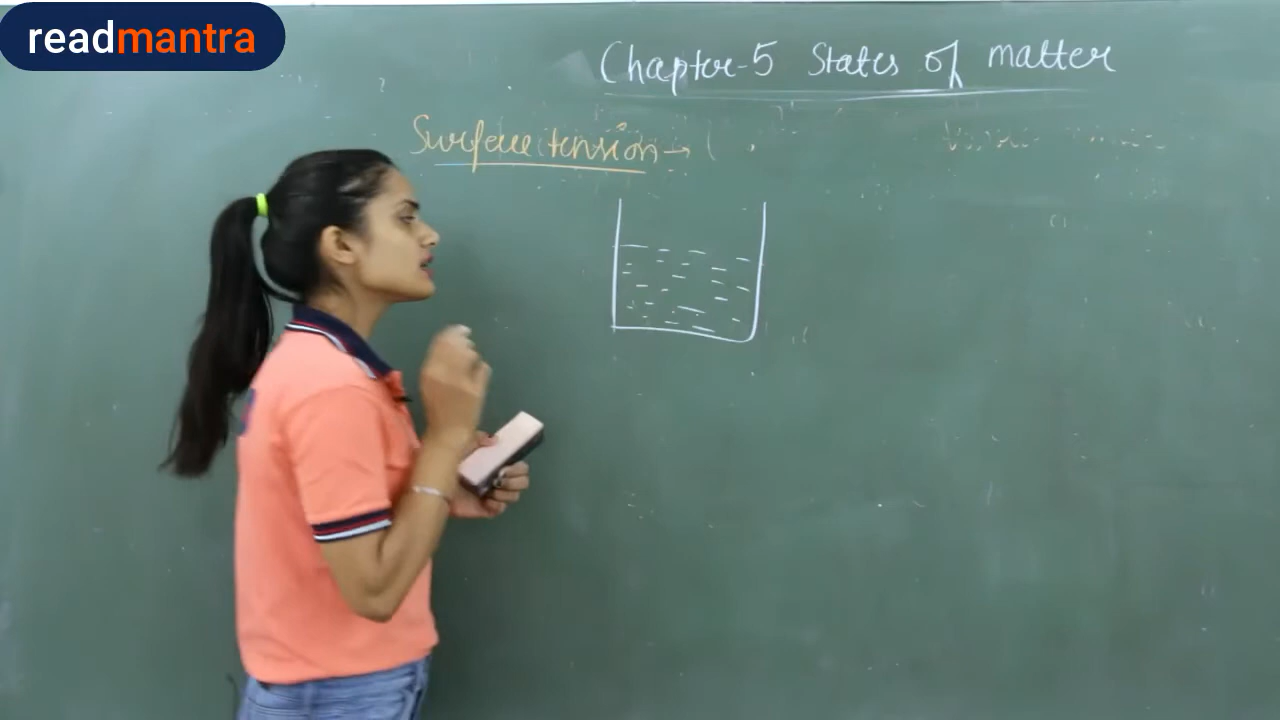 readmantra
Chapter-5 States of matter
Surface tension →